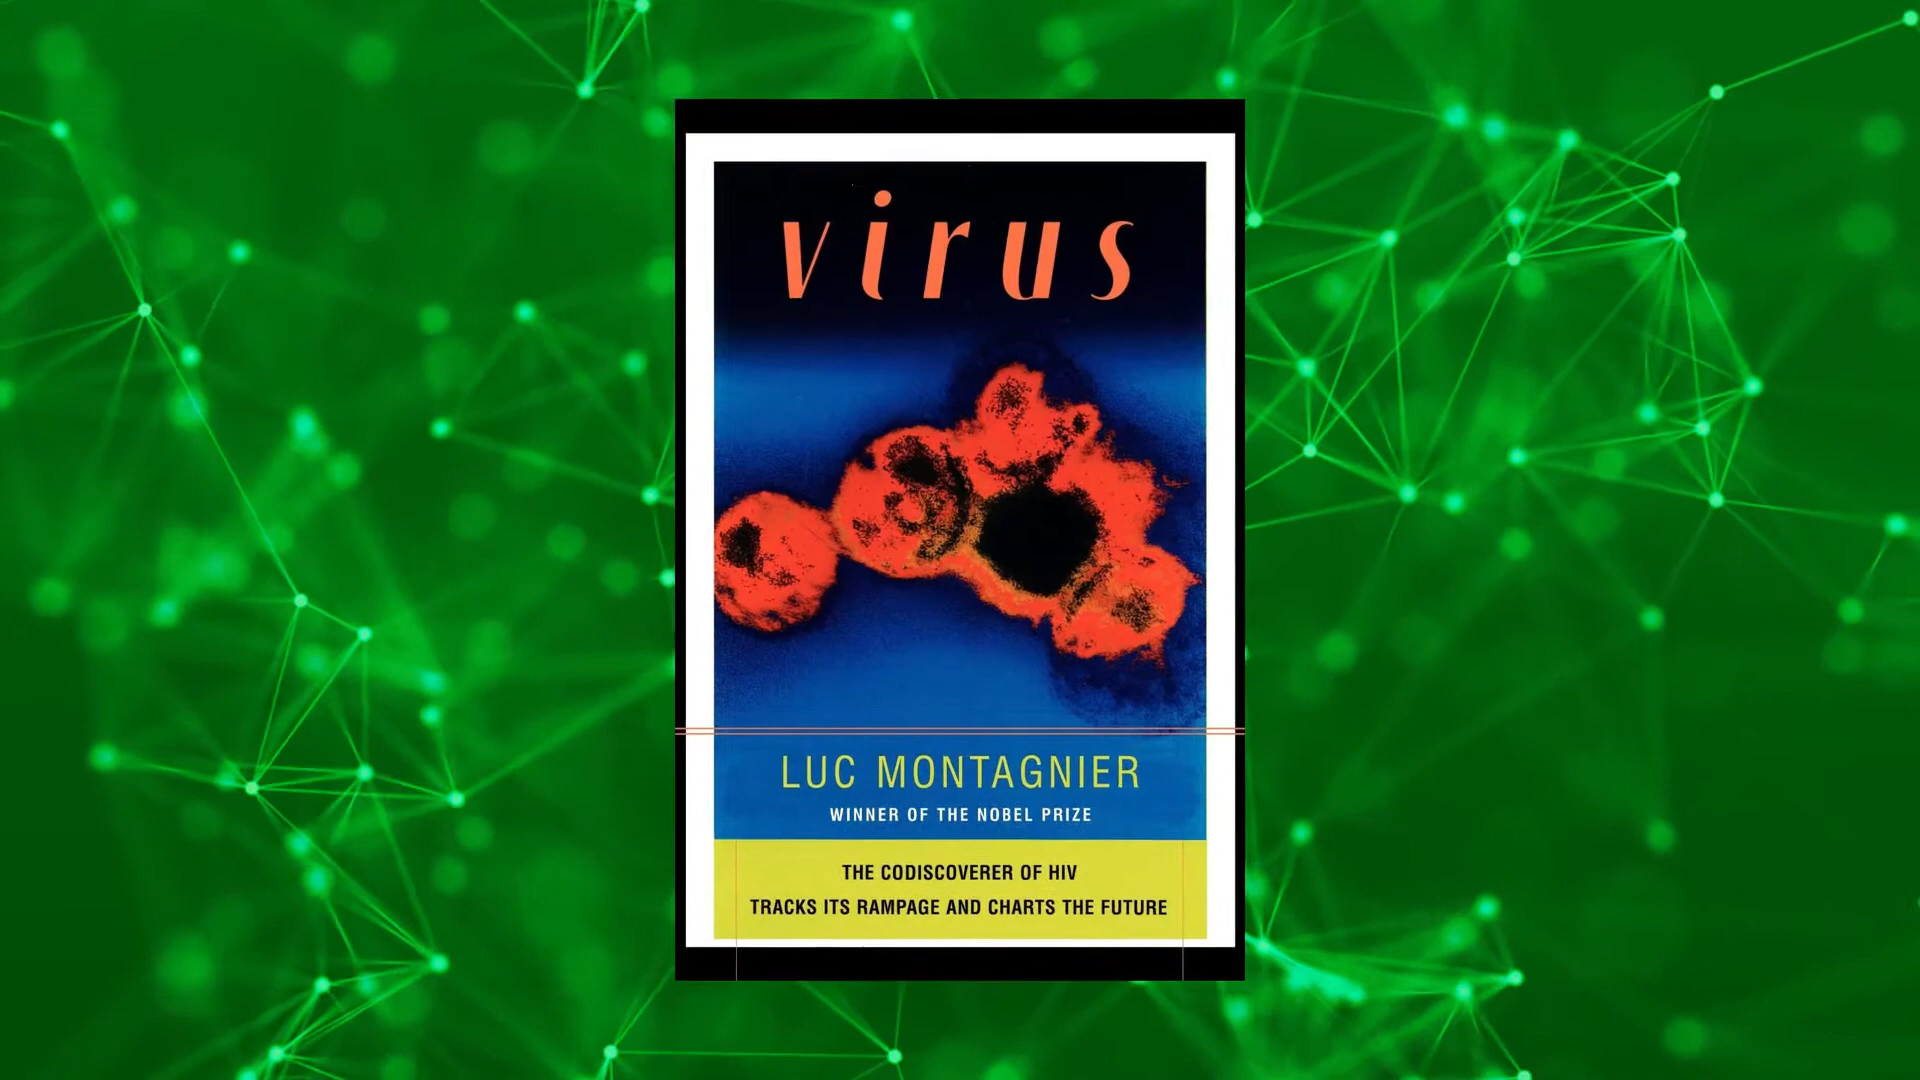 virus
LUC MONTAGNIER
WINNER OF THE NOBEL PRIZE
THE CODISCOVERER OF HIV
TRACKS ITS RAMPAGE AND CHARTS THE FUTURE